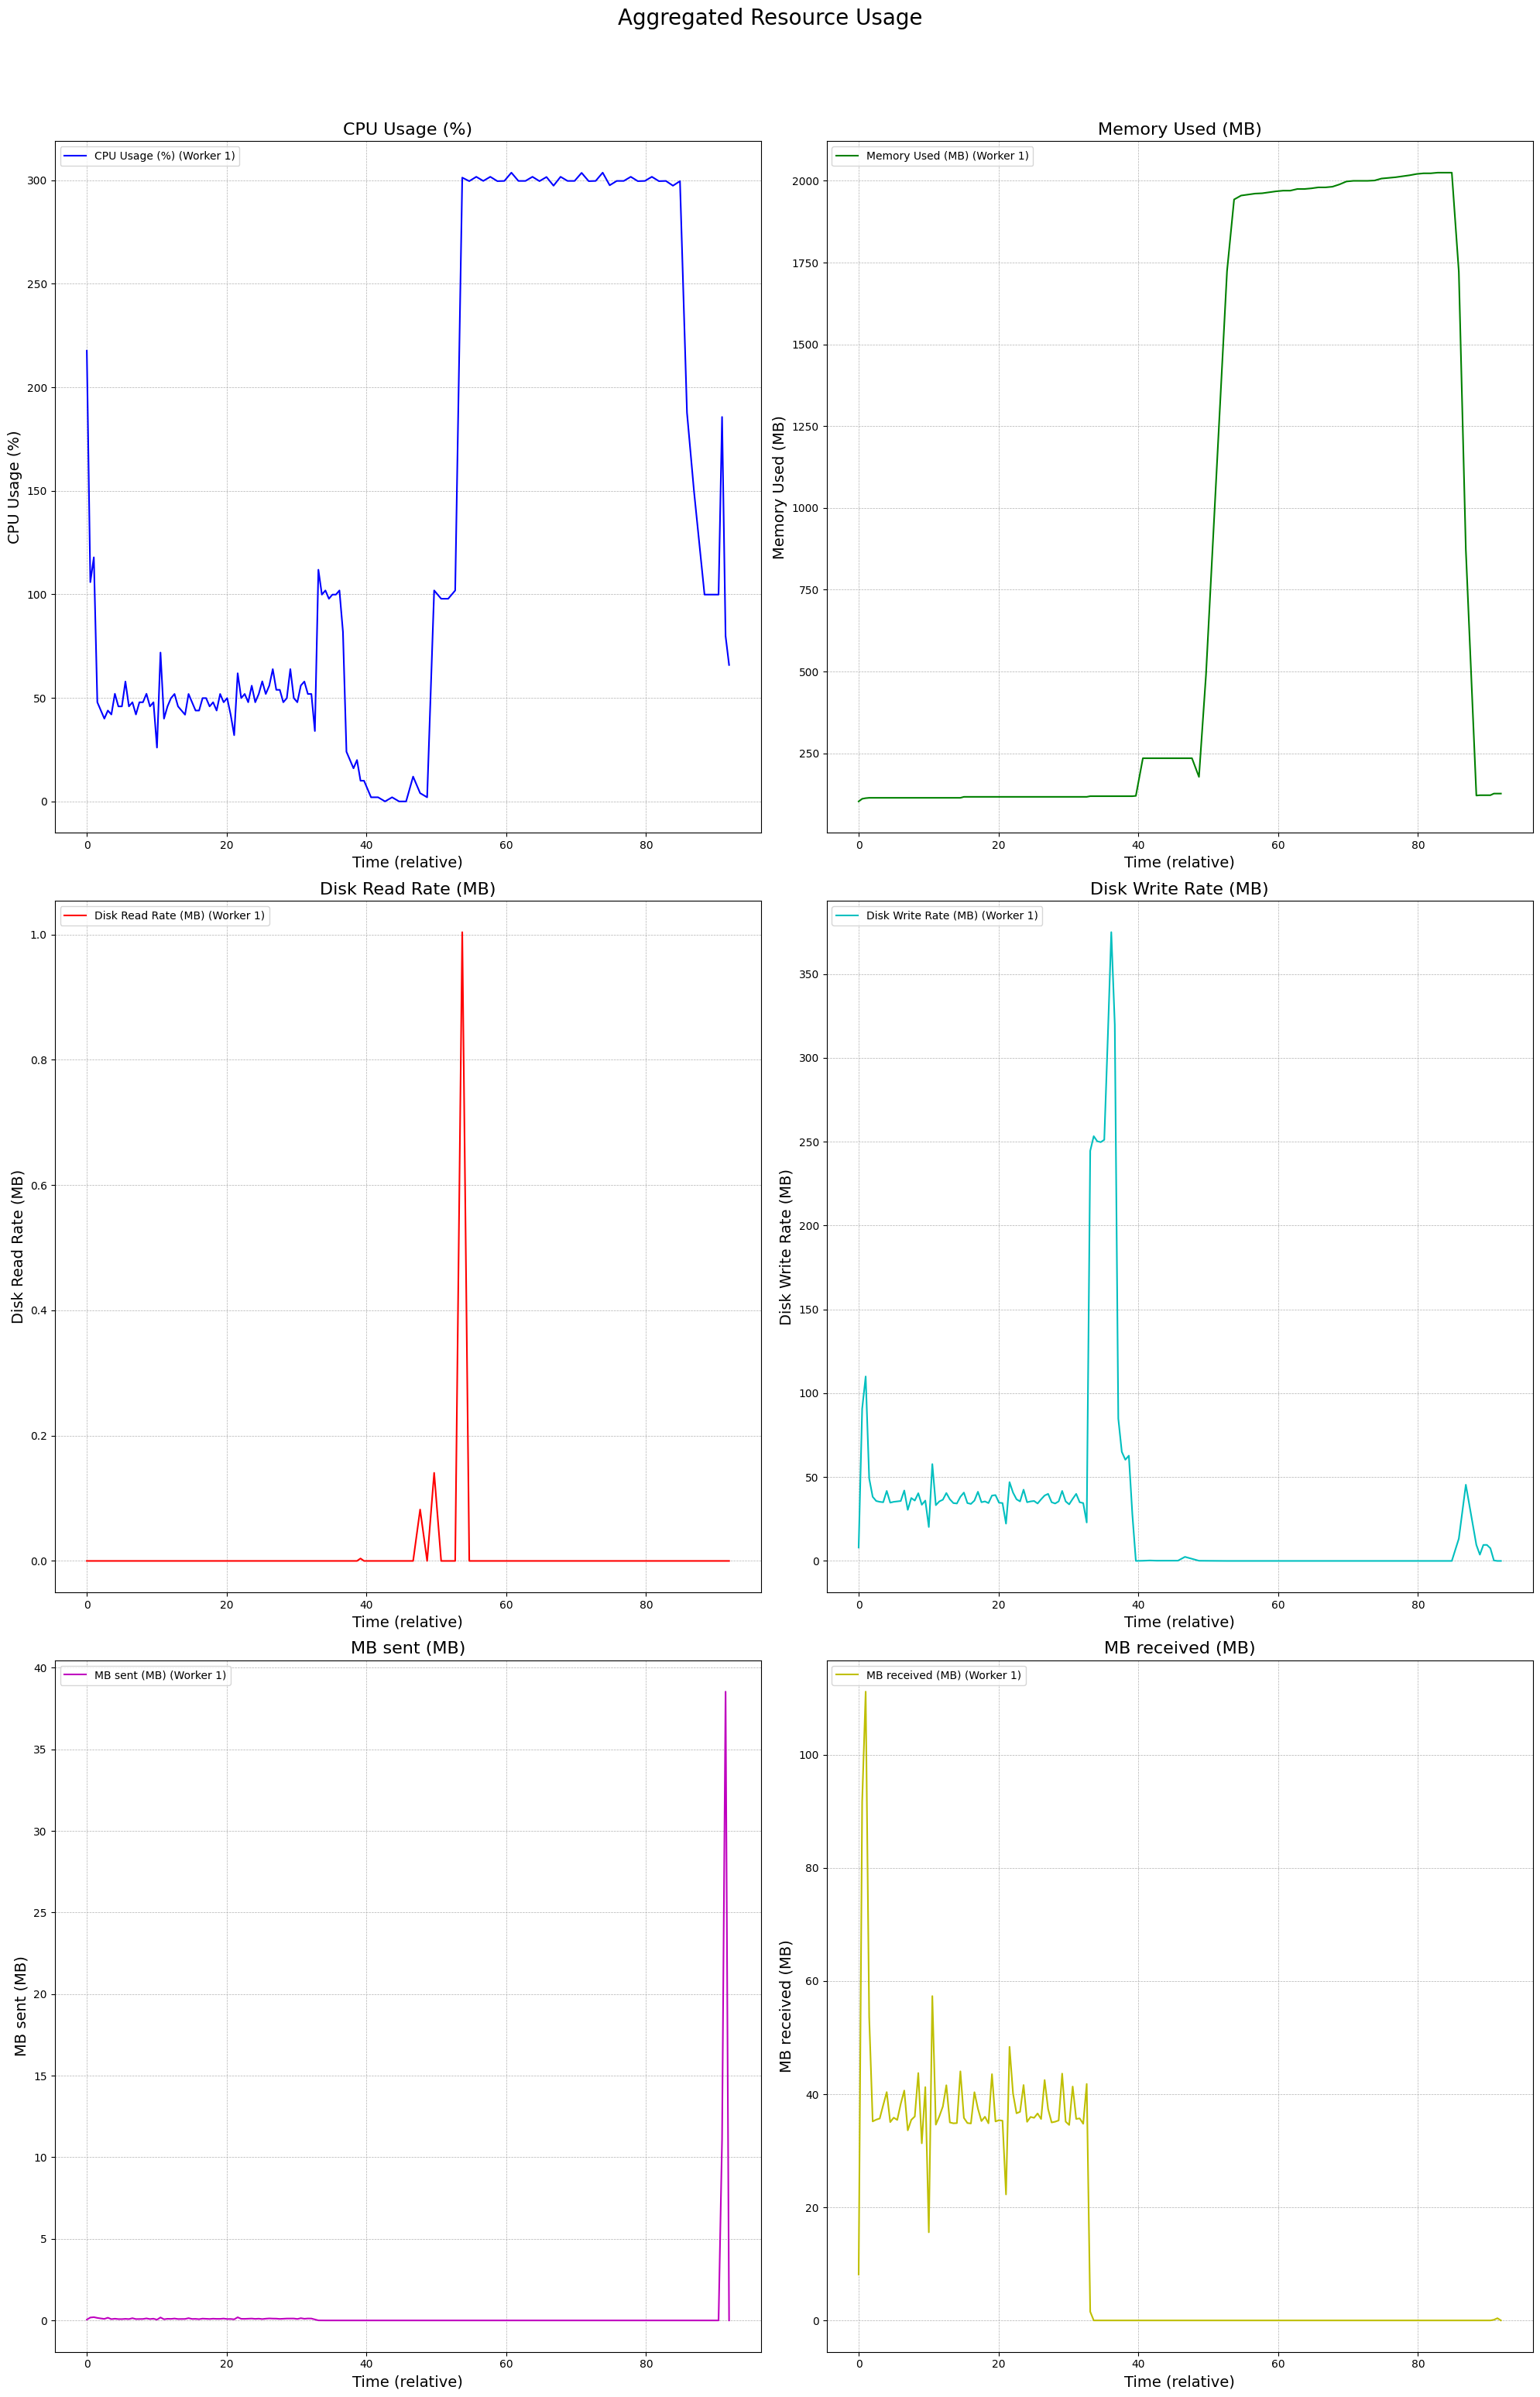 Aggregated Resource Usage
CPU Usage (%)
CPU Usage (%) (Worker 1)
CPU Usage (%)
300
250
200
150
100
50
0
0 20 40 60 80
Time (relative)
Memory Used (MB)
Memory Used (MB) (Worker 1)
Memory Used (MB)
2000
1750
1500
1250
1000
750
500
250
0 20 40 60 80
Time (relative)
Disk Read Rate (MB)
Disk Read Rate (MB) (Worker 1)
Disk Read Rate (MB)
1.0
0.8
0.6
0.4
0.2
0.0
0 20 40 60 80
Time (relative)
Disk Write Rate (MB)
Disk Write Rate (MB) (Worker 1)
Disk Write Rate (MB)
350
300
250
200
150
100
50
0
0 20 40 60 80
Time (relative)
MB sent (MB)
MB sent (MB) (Worker 1)
MB sent (MB)
40
35
30
25
20
15
10
5
0
0 20 40 60 80
Time (relative)
MB received (MB)
MB received (MB) (Worker 1)
MB received (MB)
100
80
60
40
20
0
0 20 40 60 80
Time (relative)